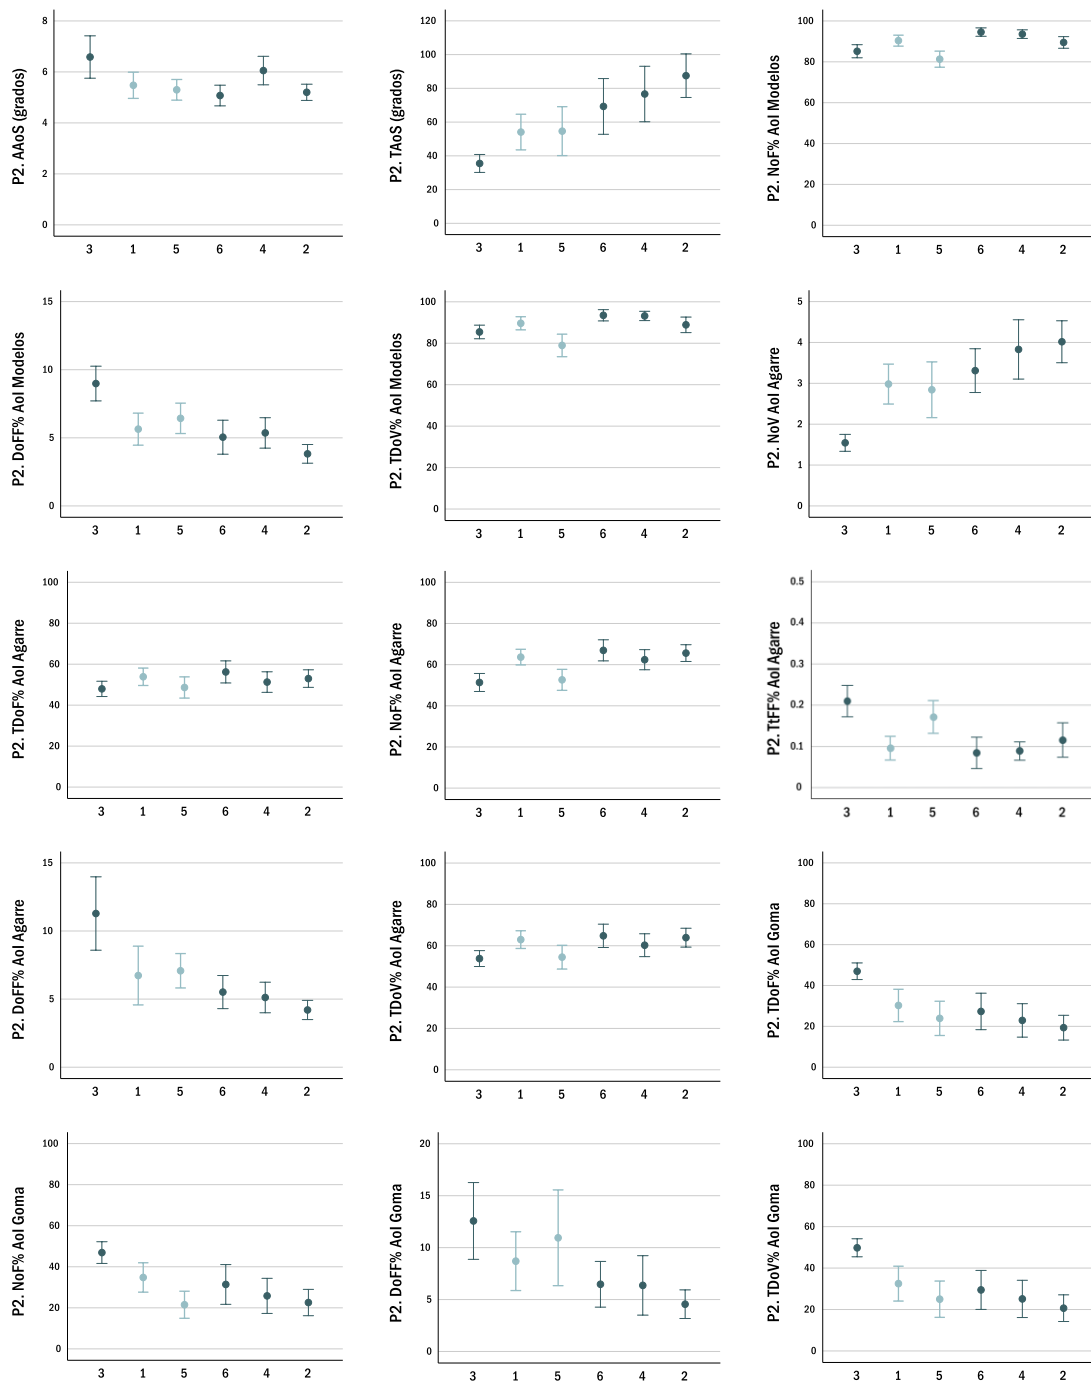 P2. AAoS (grados)
8
6
4
2
0
3 1 5 6 4 2
P2. TAoS (grados)
120
100
80
60
40
20
0
3 1 5 6 4 2
P2. NoF% AoI Modelos
100
80
60
40
20
0
3 1 5 6 4 2
P2. DoFF% AoI Modelos
15
10
5
0
3 1 5 6 4 2
P2. TDoV% AoI Modelos
100
80
60
40
20
0
3 1 5 6 4 2
P2. NoV AoI Agarre
5
4
3
2
1
0
3 1 5 6 4 2
P2. TDoF% AoI Agarre
100
80
60
40
20
0
3 1 5 6 4 2
P2. NoF% AoI Agarre
100
80
60
40
20
0
3 1 5 6 4 2
P2. TtFF% AoI Agarre
0.5
0.4
0.3
0.2
0.1
0
3 1 5 6 4 2
P2. DoFF% AoI Agarre
15
10
5
0
3 1 5 6 4 2
P2. TDoV% AoI Agarre
100
80
60
40
20
0
3 1 5 6 4 2
P2. TDoF% AoI Goma
100
80
60
40
20
0
3 1 5 6 4 2
P2. NoF% AoI Goma
100
80
60
40
20
0
3 1 5 6 4 2
P2. DoFF% AoI Goma
20
15
10
5
0
3 1 5 6 4 2
P2. TDoV% AoI Goma
100
80
60
40
20
0
3 1 5 6 4 2